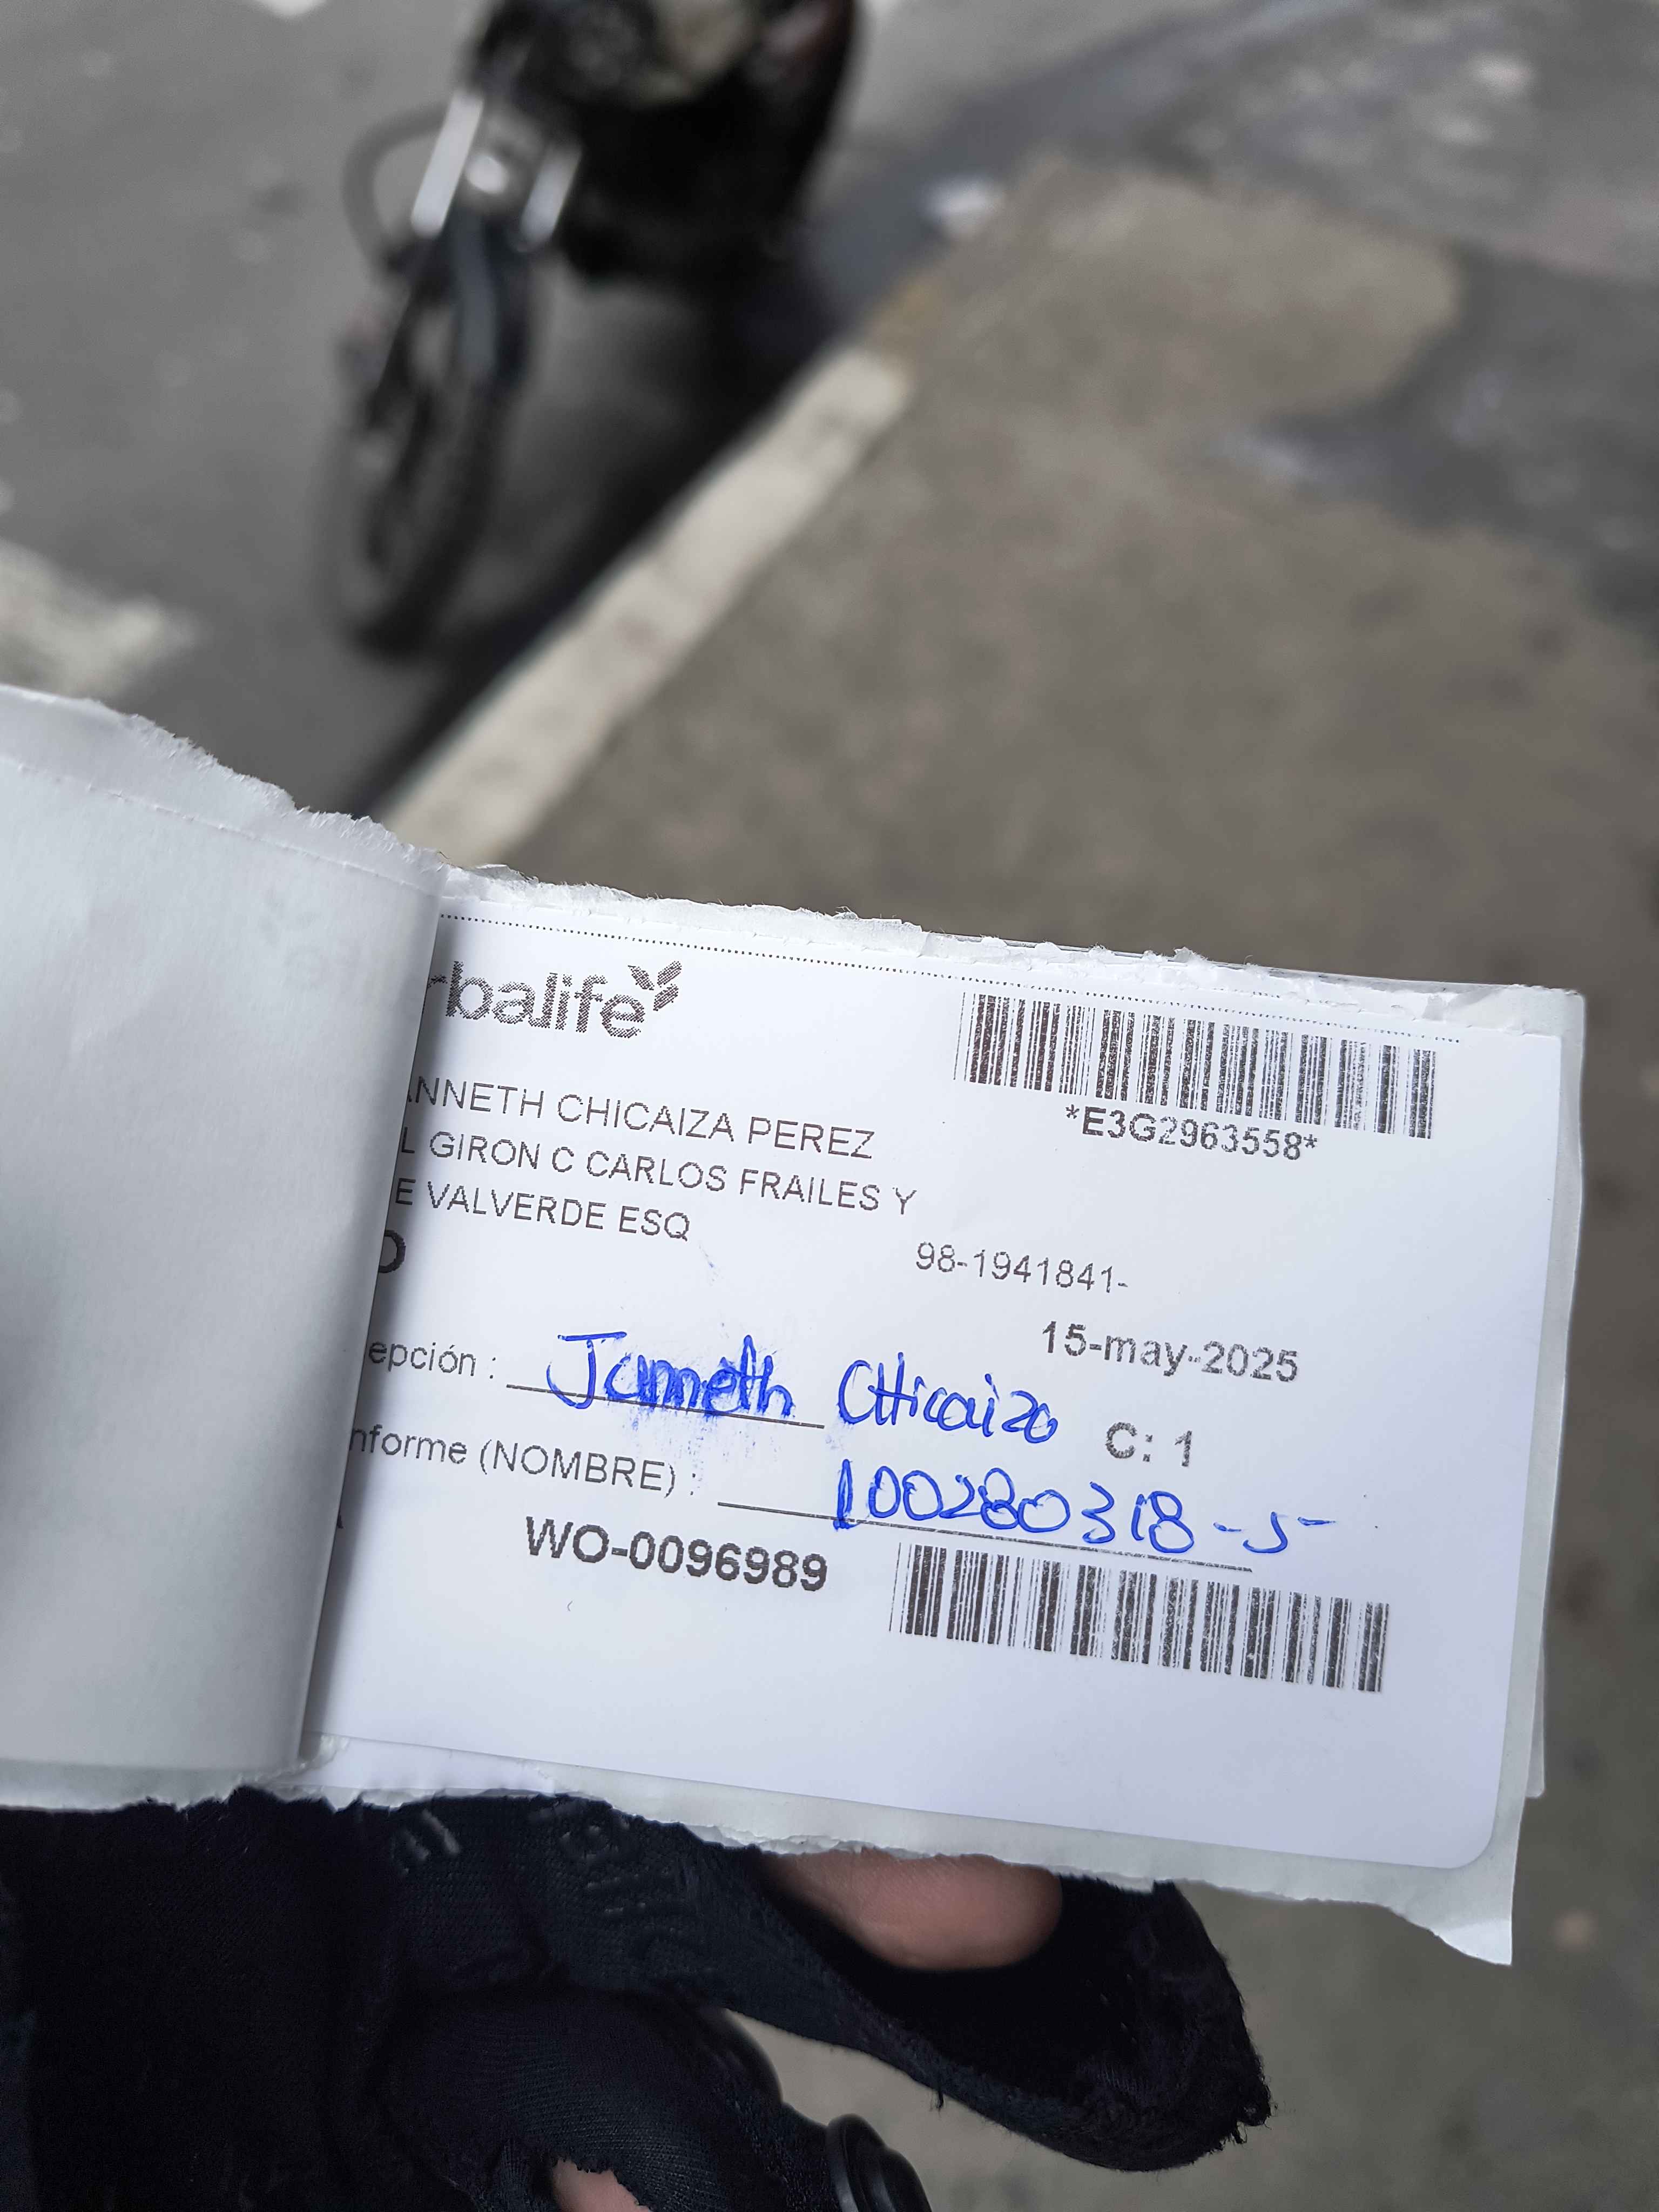 rbalife
*E3G2963558*
ANNETH CHICAIZA PEREZ
L GIRON C CARLOS FRAILES Y
E VALVERDE ESQ
O
98-1941841-
15-may-2025
epción : Janneth CHicaiza
C: 1
nforme (NOMBRE) : 100280318-5
WO-0096989